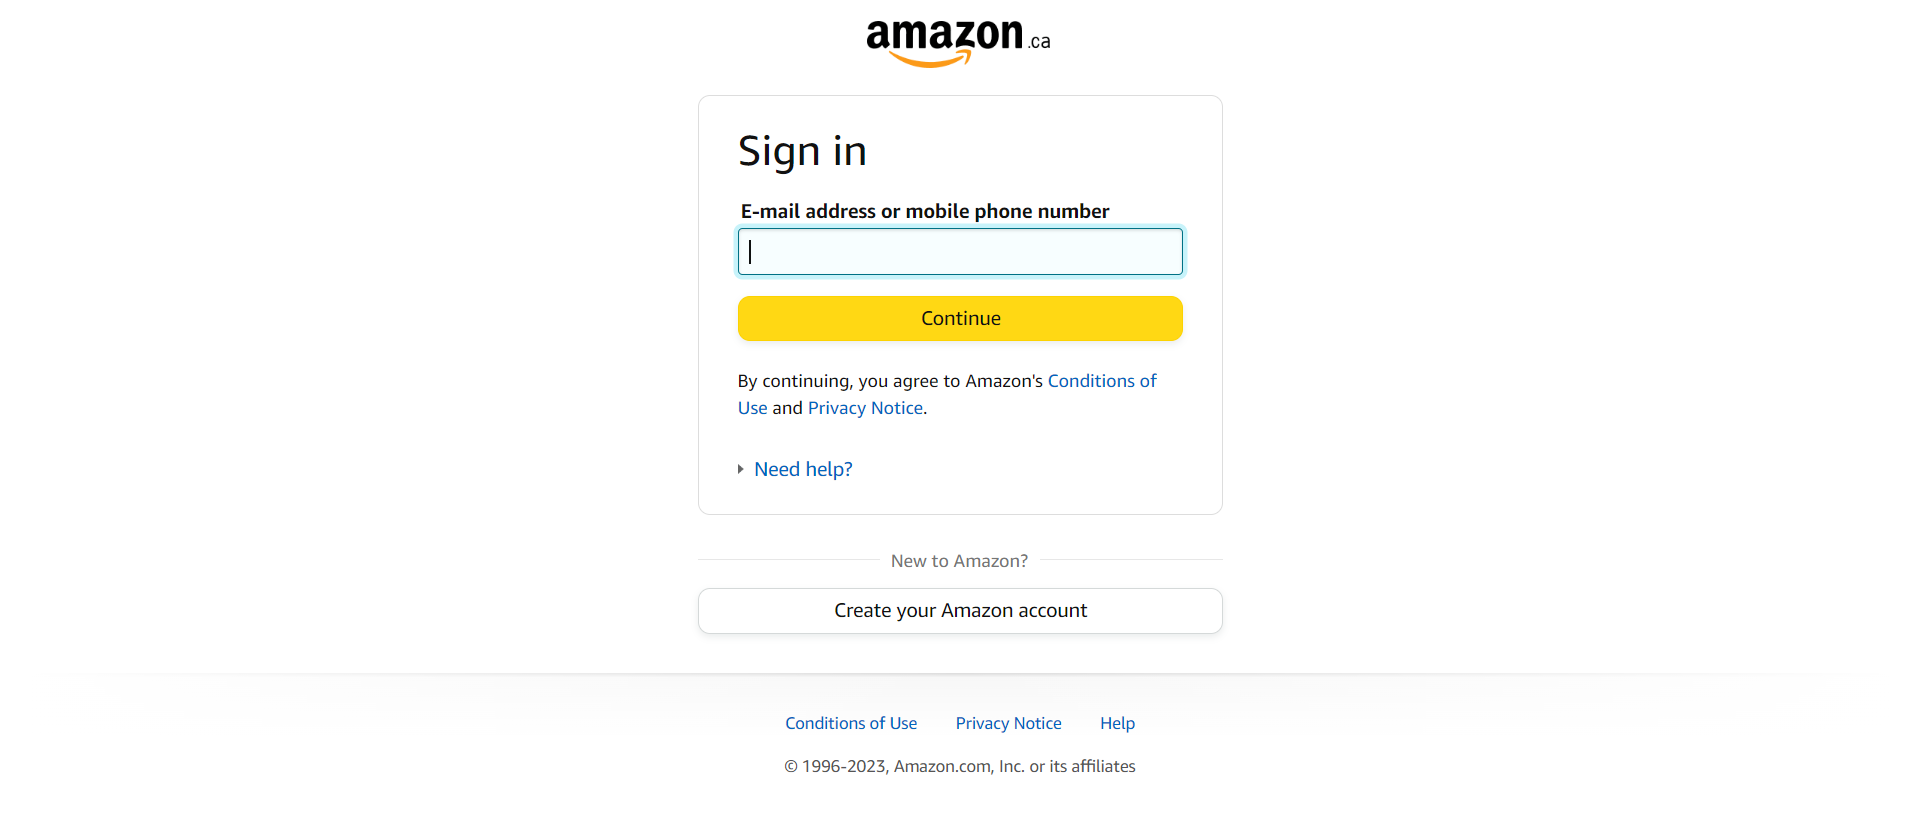 amazon.ca
Sign in
E-mail address or mobile phone number
Continue
By continuing, you agree to Amazon's Conditions of
Use and Privacy Notice.
Need help?
New to Amazon?
Create your Amazon account
Conditions of Use Privacy Notice Help
© 1996-2023, Amazon.com, Inc. or its affiliates